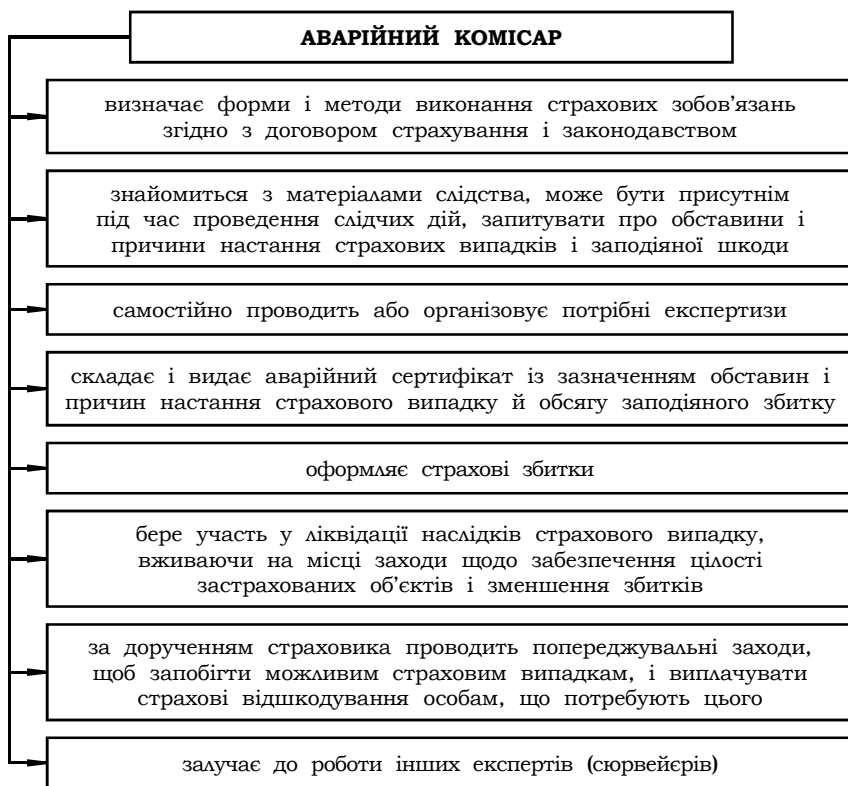 АВАРІЙНИЙ КОМІСАР
визначає форми і методи виконання страхових зобов’язань
згідно з договором страхування і законодавством
знайомиться з матеріалами слідства, може бути присутнім
під час проведення слідчих дій, запитувати про обставини і
причини настання страхових випадків і заподіяної шкоди
самостійно проводить або організовує потрібні експертизи
складає і видає аварійний сертифікат із зазначенням обставин і
причин настання страхового випадку й обсягу заподіяного збитку
оформляє страхові збитки
бере участь у ліквідації наслідків страхового випадку,
вживаючи на місці заходи щодо забезпечення цілості
застрахованих об’єктів і зменшення збитків
за дорученням страховика проводить попереджувальні заходи,
щоб запобігти можливим страховим випадкам, і виплачувати
страхові відшкодування особам, що потребують цього
залучає до роботи інших експертів (сюрвейєрів)